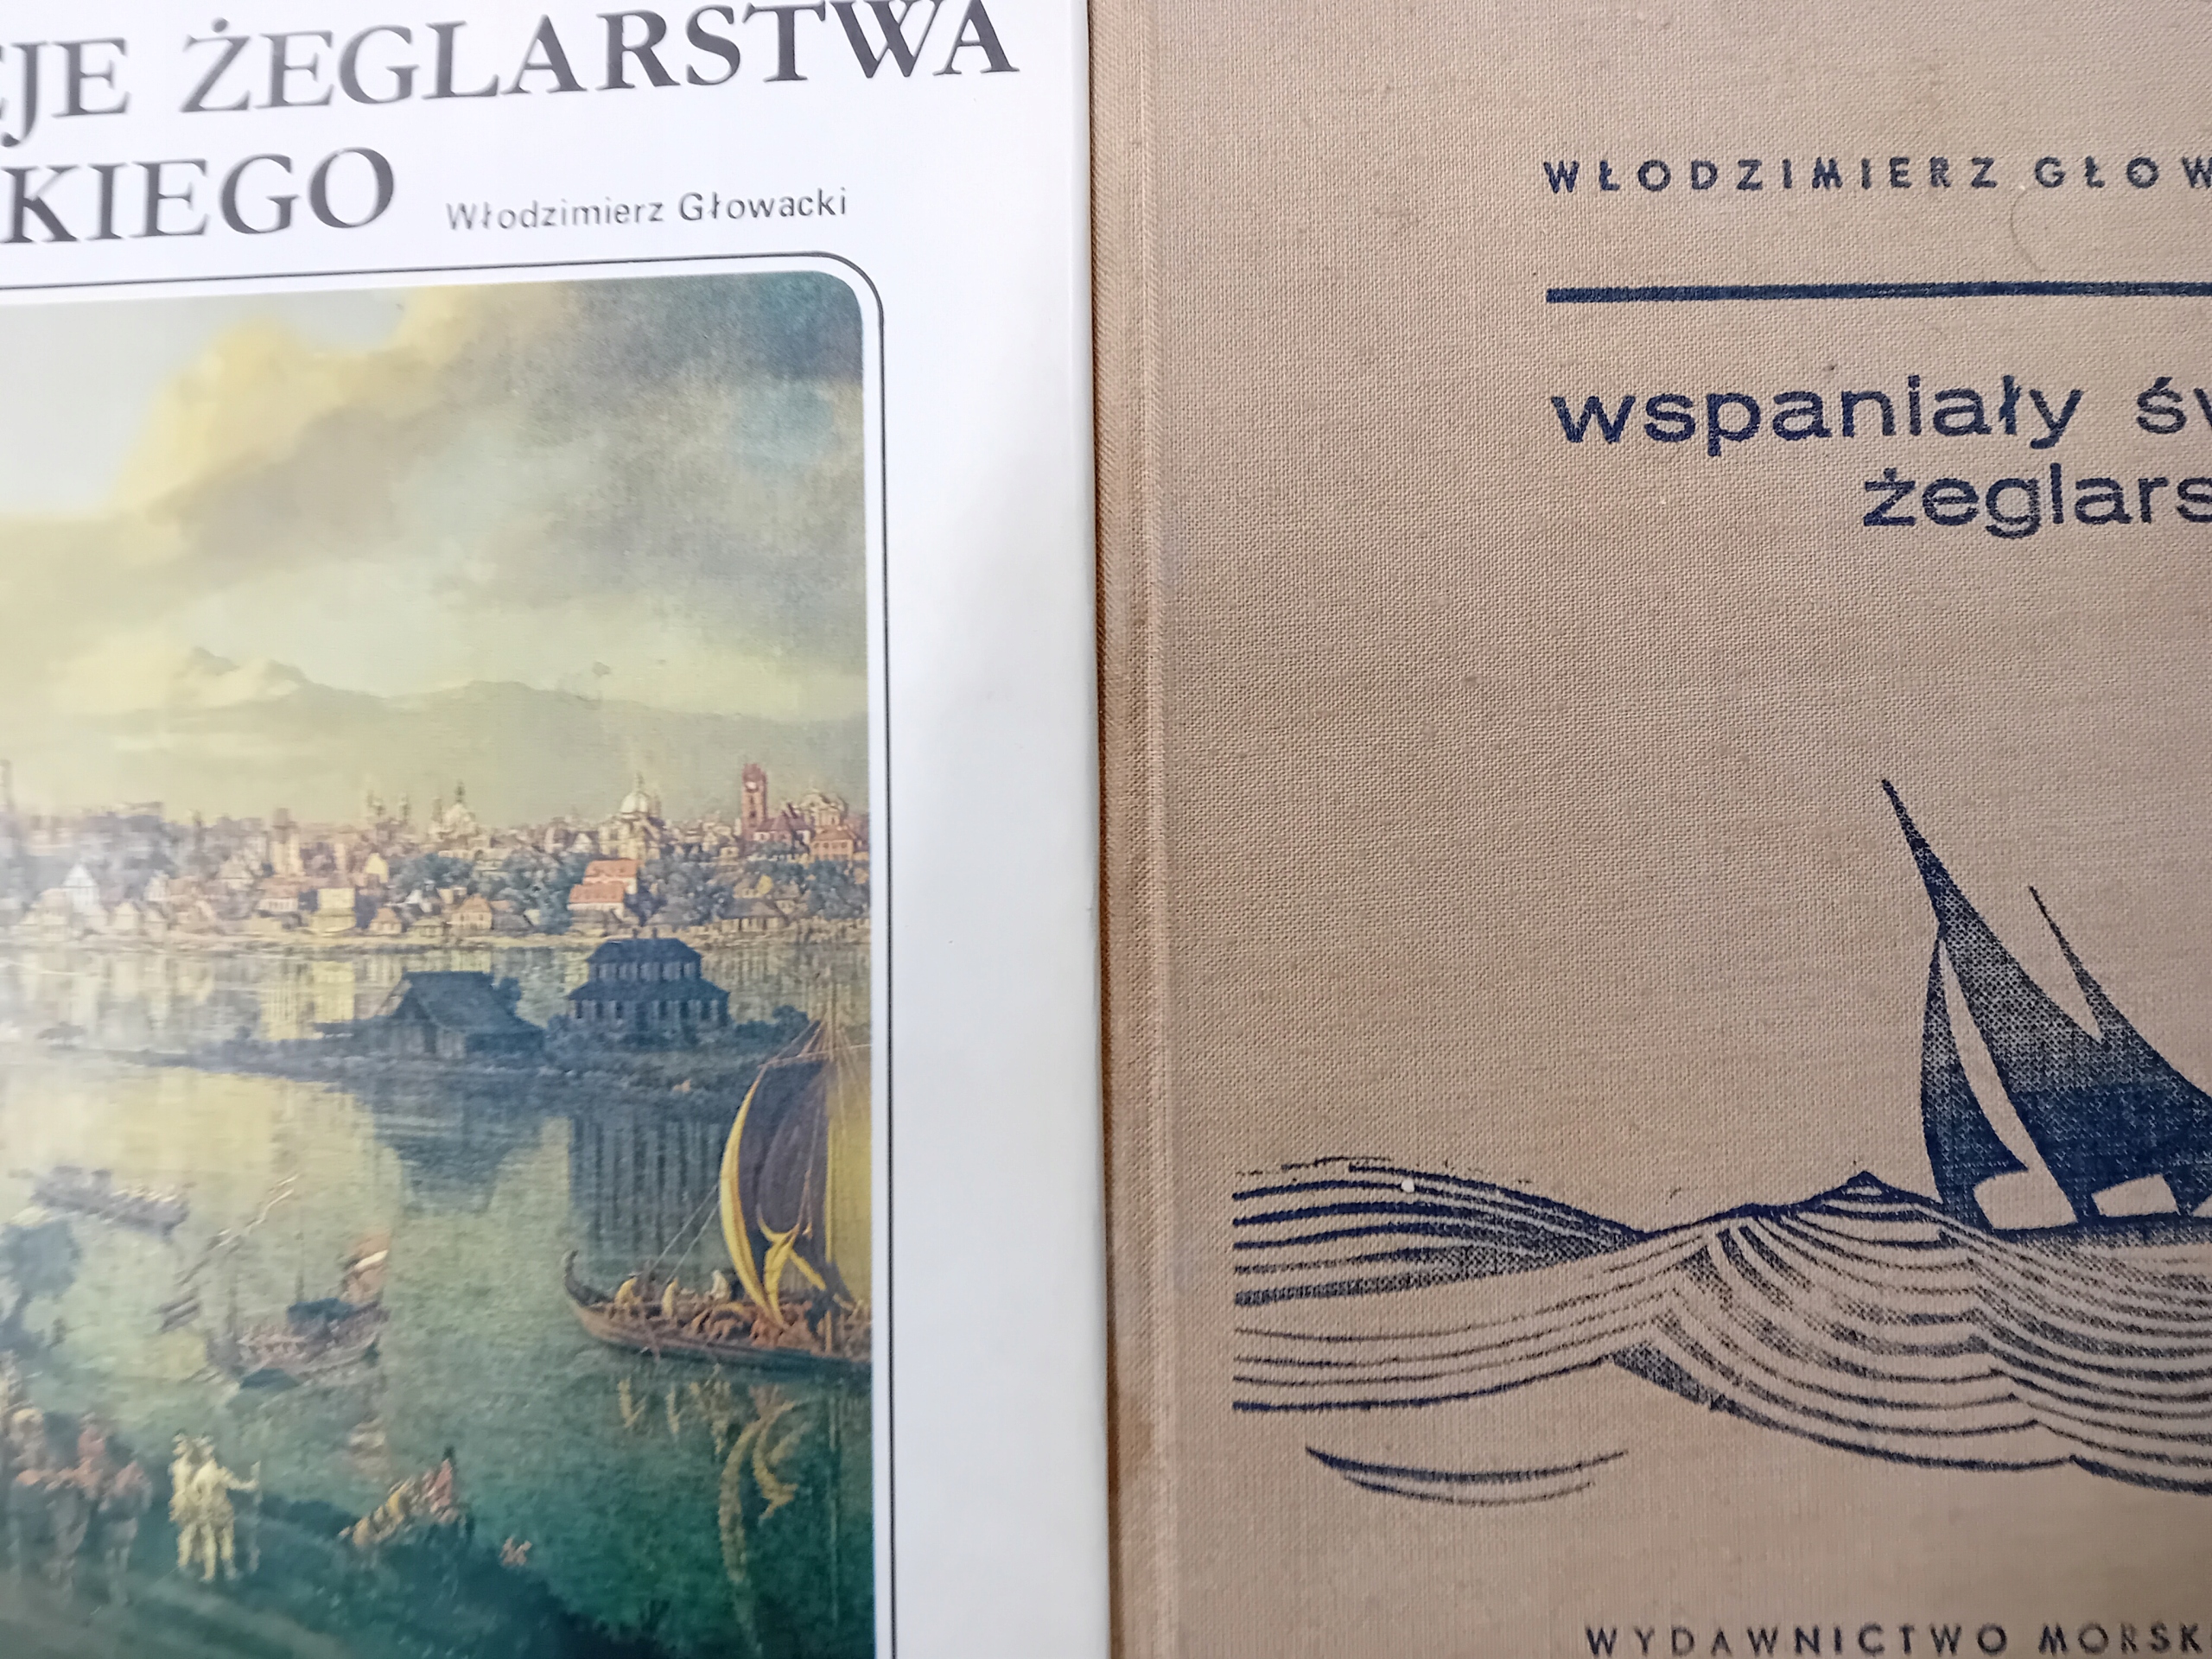 JE ŻEGLARSTWA
KIEGO Włodzimierz Głowacki
WŁODZIMIERZ GŁOW
wspaniały św
żeglars
WYDAWNICTWO MORSK